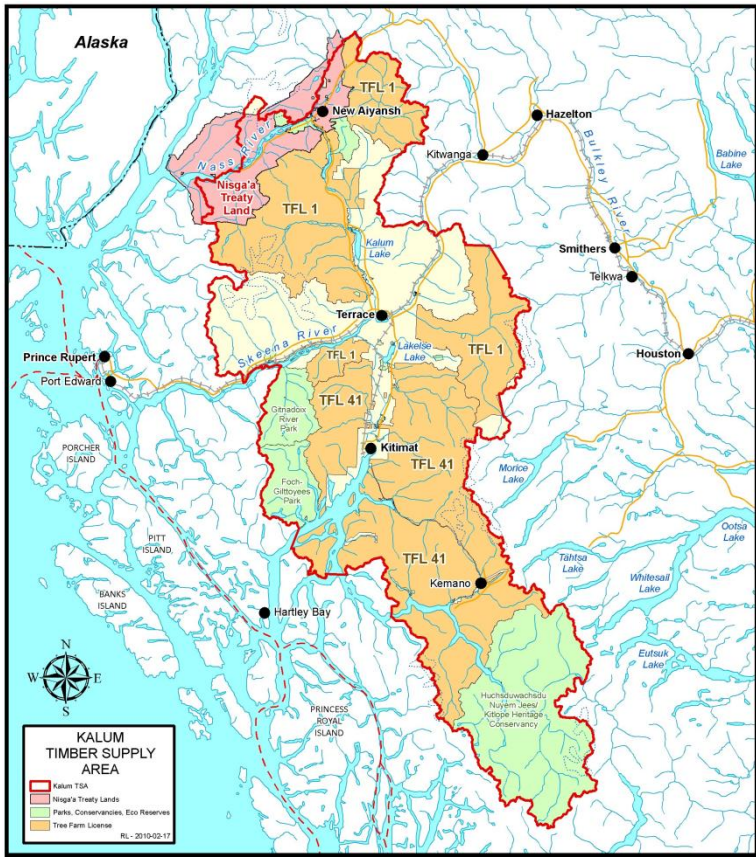 Alaska
TFL 1
New Aiyansh
Hazelton
Nass River
Kitwanga
Bulkley River
Babine
Lake
Nisga'a
Treaty
Land
TFL 1
Kalum
Lake
Smithers
Telkwa
Terrace
Skeena River
Lakelse
Lake
TFL 1
TFL 1
Houston
Prince Rupert
Port Edward
TFL 41
Gitnadoix
River
Park
Kitimat
PORCHER
ISLAND
TFL 41
Morice
Lake
Foch-
Gilttoyees
Park
Ootsa
Lake
PITT
ISLAND
TFL 41
Tahtsa
Lake
Whitesail
Lake
Kemano
BANKS
ISLAND
Hartley Bay
Eutsuk
Lake
N
W E
S
Huchsduwachsdu
Nuyem Jees/
Kitlope Heritage
Conservancy
PRINCESS
ROYAL
ISLAND
KALUM
TIMBER SUPPLY
AREA
Kalum TSA
Nisga'a Treaty Lands
Parks, Conservancies, Eco Reserves
Tree Farm License
RL - 2010-02-17